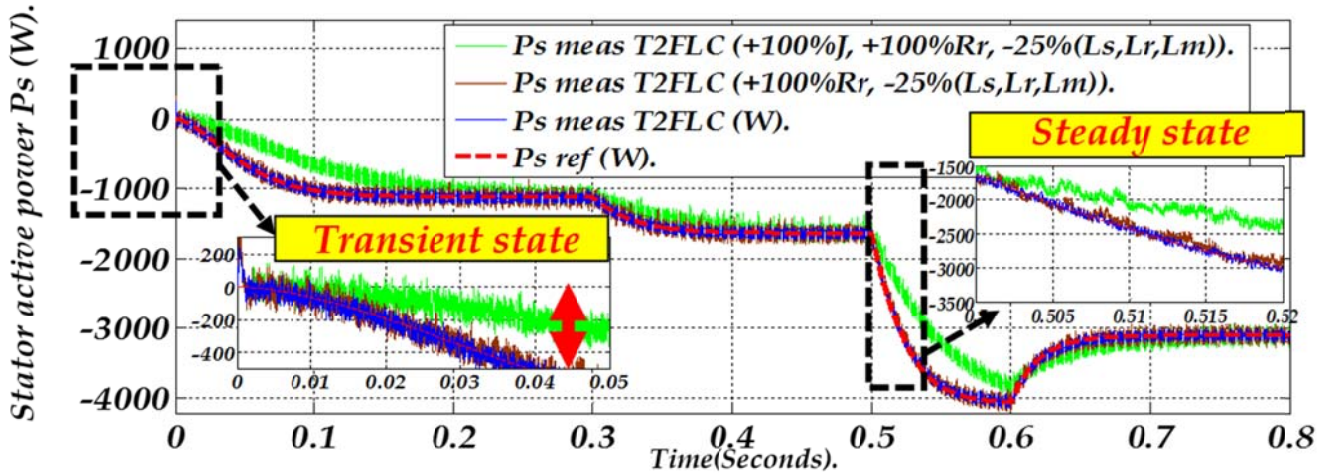 Stator active power Ps (W).
1000
0
-1000
-2000
-3000
-4000
Ps meas T2FLC (+100%J, +100%Rr, -25%(Ls,Lr,Lm)).
Ps meas T2FLC (+100%Rr, -25%(Ls,Lr,Lm)).
Ps meas T2FLC (W).
Ps ref (W).
Steady state
-1500
-2000
-2500
-3000
-3500
0.505 0.51 0.515 0.52
Transient state
200
0
-200
-400
0 0.01 0.02 0.03 0.04 0.05
0 0.1 0.2 0.3 0.4 0.5 0.6 0.7 0.8
Time(Seconds).